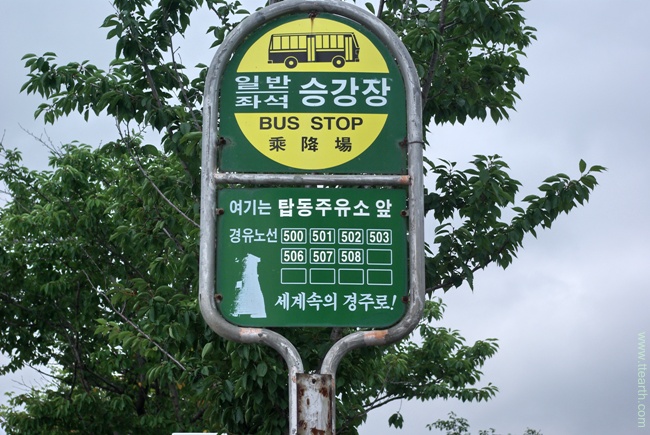 일반
좌석 승강장
BUS STOP
乘降場
여기는 탑동주유소 앞
경유노선 500 501 502 503
506 507 508
세계속의 경주로!
www.ttearth.com